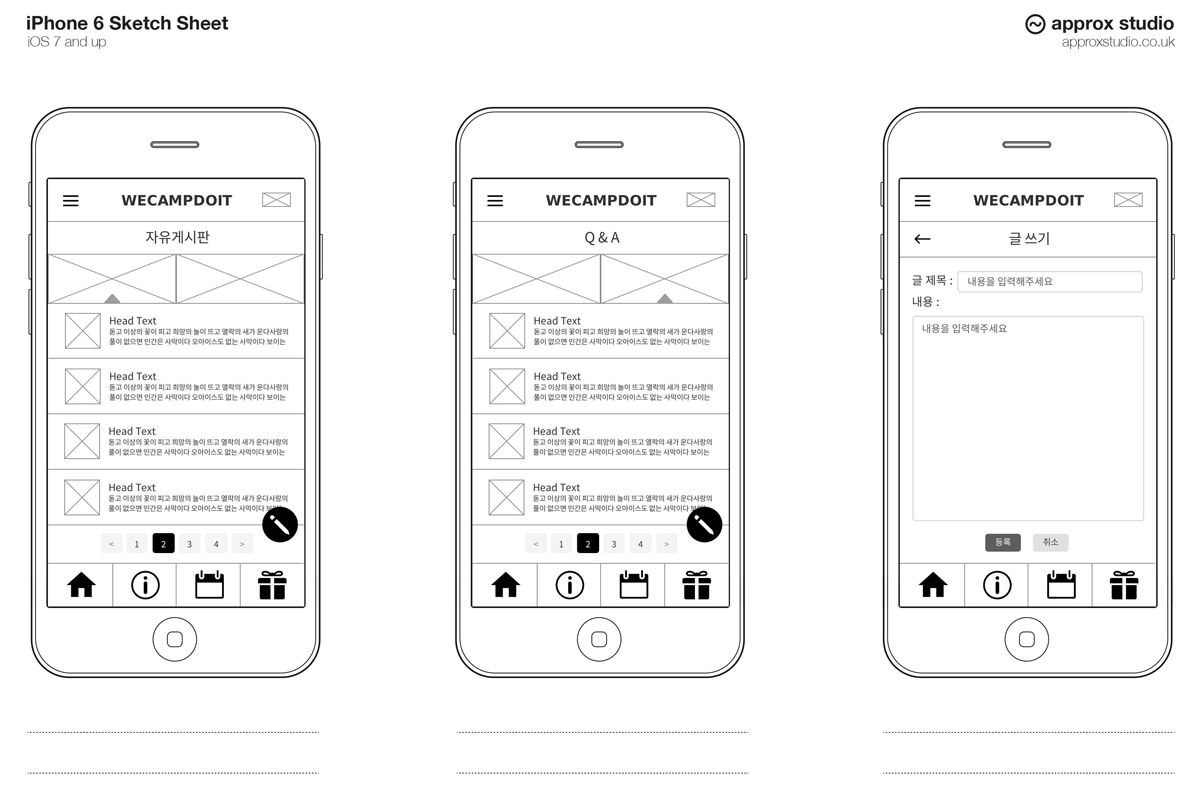 iPhone 6 Sketch Sheet
iOS 7 and up
approx studio
approxstudio.co.uk
WECAMPDOIT
자유게시판
Head Text
돋고 이상의 꽃이 피고 희망의 놀이 뜨고 열락의 새가 운다사랑의
풀이 없으면 인간은 사막이다 오아이스도 없는 사막이다 보이는
Head Text
돋고 이상의 꽃이 피고 희망의 놀이 뜨고 열락의 새가 운다사랑의
풀이 없으면 인간은 사막이다 오아이스도 없는 사막이다 보이는
Head Text
돋고 이상의 꽃이 피고 희망의 놀이 뜨고 열락의 새가 운다사랑의
풀이 없으면 인간은 사막이다 오아이스도 없는 사막이다 보이는
Head Text
돋고 이상의 꽃이 피고 희망의 놀이 뜨고 열락의 새가 운다사랑의
풀이 없으면 인간은 사막이다 오아이스도 없는 사막이다
< 1 2 3 4 >
WECAMPDOIT
Q & A
Head Text
돋고 이상의 꽃이 피고 희망의 놀이 뜨고 열락의 새가 운다사랑의
풀이 없으면 인간은 사막이다 오아이스도 없는 사막이다 보이는
Head Text
돋고 이상의 꽃이 피고 희망의 놀이 뜨고 열락의 새가 운다사랑의
풀이 없으면 인간은 사막이다 오아이스도 없는 사막이다 보이는
Head Text
돋고 이상의 꽃이 피고 희망의 놀이 뜨고 열락의 새가 운다사랑의
풀이 없으면 인간은 사막이다 오아이스도 없는 사막이다 보이는
Head Text
돋고 이상의 꽃이 피고 희망의 놀이 뜨고 열락의 새가 운다사랑의
풀이 없으면 인간은 사막이다 오아이스도 없는 사막이다
< 1 2 3 4 >
WECAMPDOIT
글 쓰기
글 제목 : 내용을 입력해주세요
내용 :
내용을 입력해주세요
등록 취소